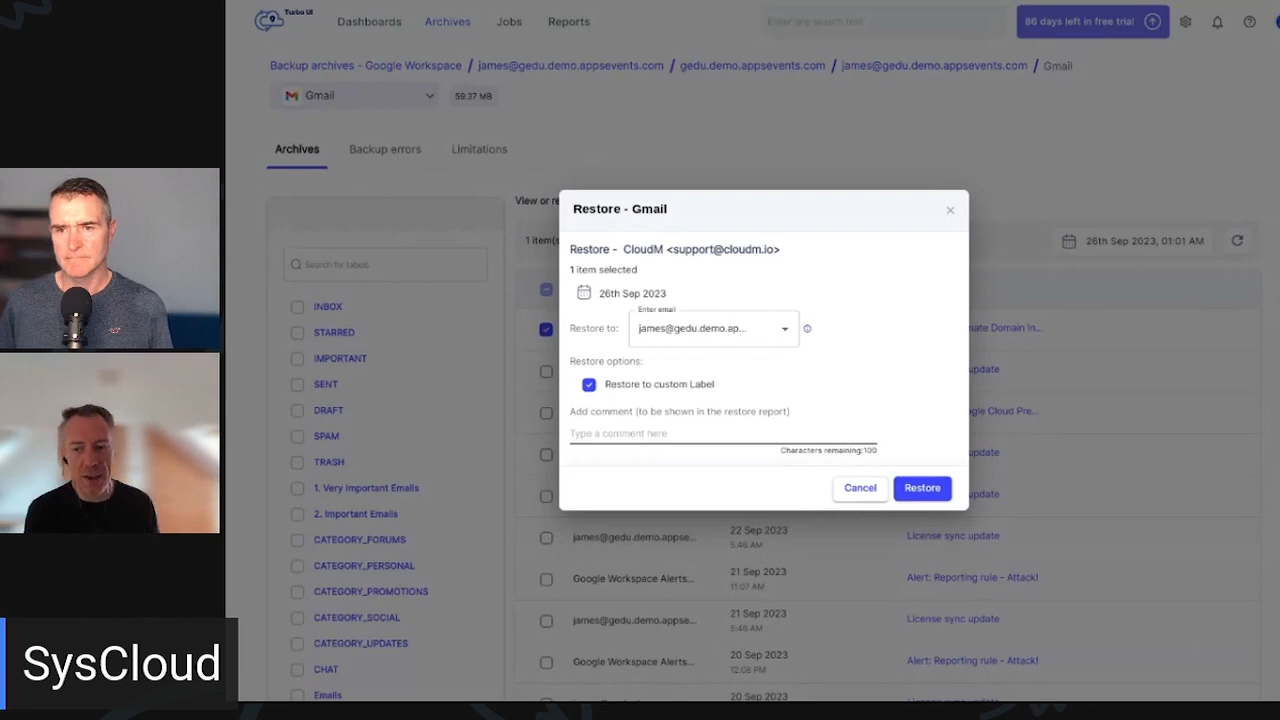 Turbo UI
Dashboards
Archives
Jobs
Reports
Enter any search text
86 days left in free trial
Backup archives - Google Workspace / james@gedu.demo.appsevents.com / gedu.demo.appsevents.com / james@gedu.demo.appsevents.com / Gmail
Gmail
59.37 MB
Archives
Backup errors
Limitations
View or re
1 item(s
26th Sep 2023, 01:01 AM
Search for labels
INBOX
STARRED
IMPORTANT
SENT
DRAFT
SPAM
TRASH
1. Very Important Emails
2. Important Emails
CATEGORY_FORUMS
CATEGORY_PERSONAL
CATEGORY_PROMOTIONS
CATEGORY_SOCIAL
CATEGORY_UPDATES
CHAT
Emails
Restore - Gmail
Restore - CloudM <support@cloudm.io>
1 item selected
26th Sep 2023
Enter email
Restore to:
james@gedu.demo.ap...
Restore options:
Restore to custom Label
Add comment (to be shown in the restore report)
Type a comment here
Characters remaining:100
Cancel
Restore
mate Domain In...
update
gle Cloud Pre...
update
update
james@gedu.demo.appse...
22 Sep 2023
5:46 AM
License sync update
Google Workspace Alerts...
21 Sep 2023
11:07 AM
Alert: Reporting rule - Attack!
james@gedu.demo.appse...
21 Sep 2023
5:46 AM
License sync update
Google Workspace Alerts...
20 Sep 2023
12:08 PM
Alert: Reporting rule - Attack!
20 Sep 2023
SysCloud